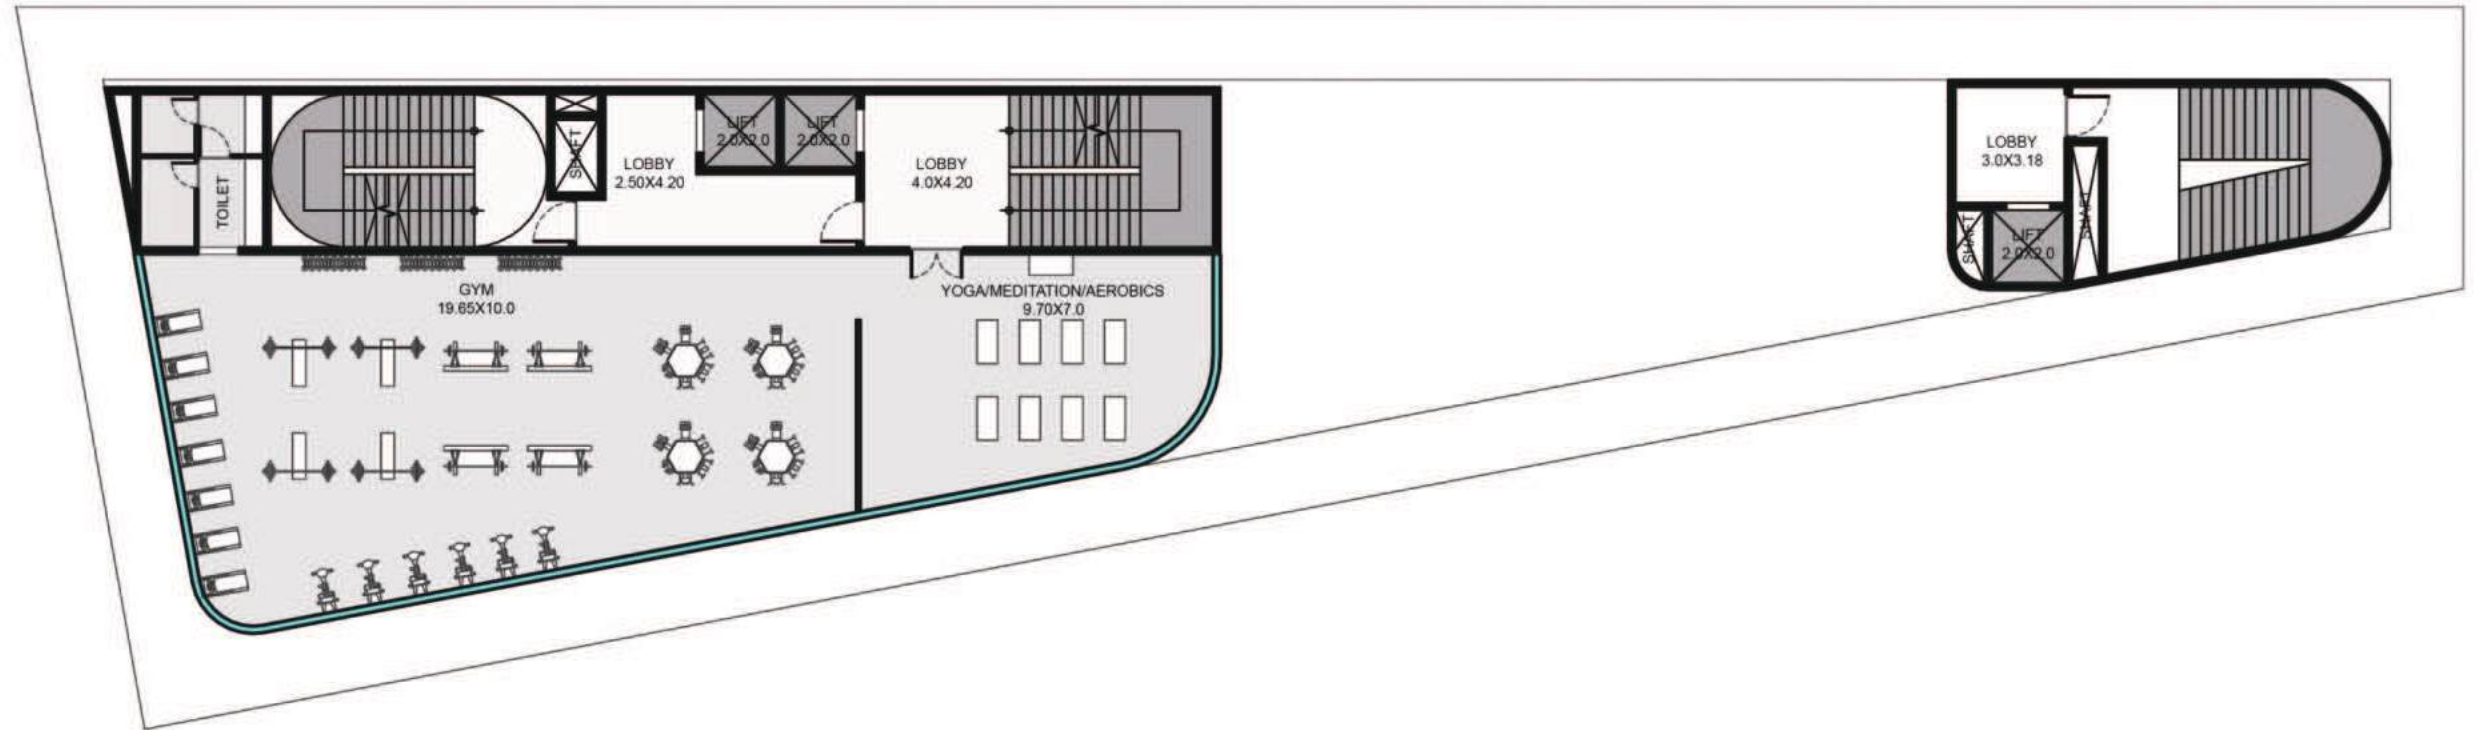 TOILET
SHAFT
LOBBY
2.50X4.20
LIFT
2.0X2.0
LIFT
2.0X2.0
LOBBY
4.0X4.20
GYM
19.65X10.0
YOGA/MEDITATION/AEROBICS
9.70X7.0
LOBBY
3.0X3.18
SHAFT
LIFT
2.0X2.0
SHAFT